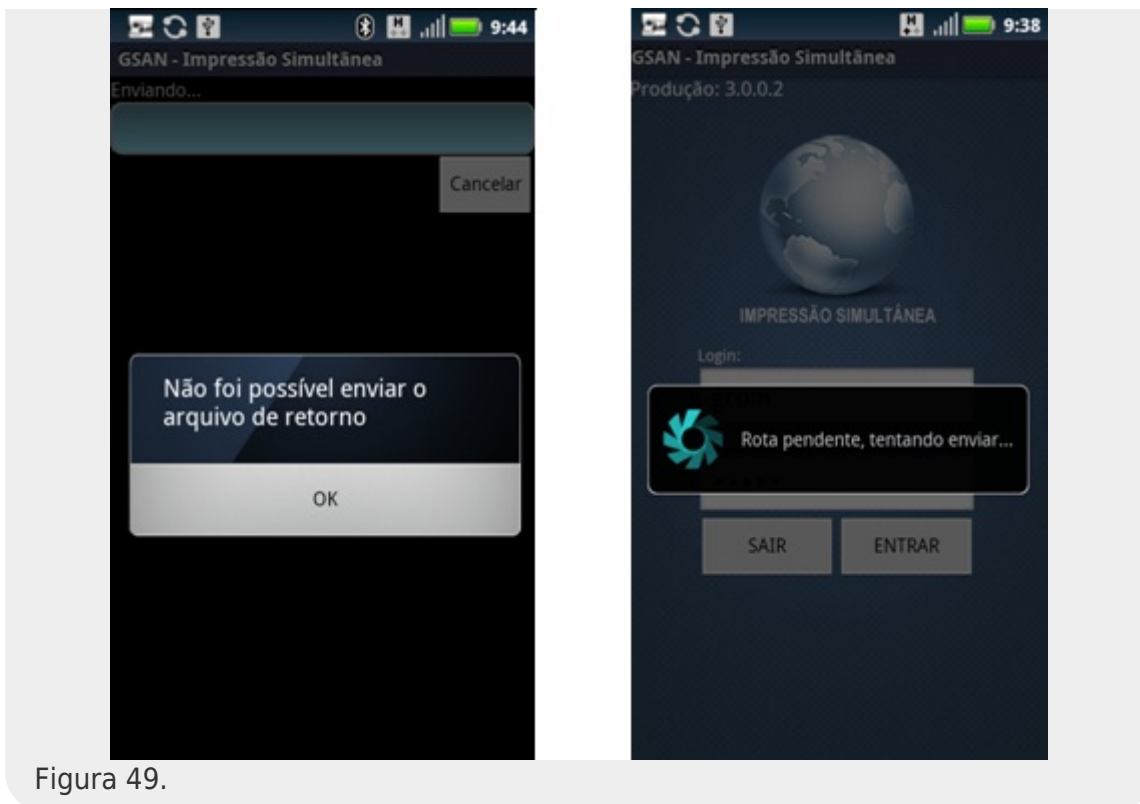 9:44
GSAN - Impressão Simultânea
Enviando...
Cancelar
Não foi possível enviar o
arquivo de retorno
OK
9:38
GSAN - Impressão Simultânea
Produção: 3.0.0.2
IMPRESSÃO SIMULTÂNEA
Login:
Rota pendente, tentando enviar...
SAIR
ENTRAR
Figura 49.